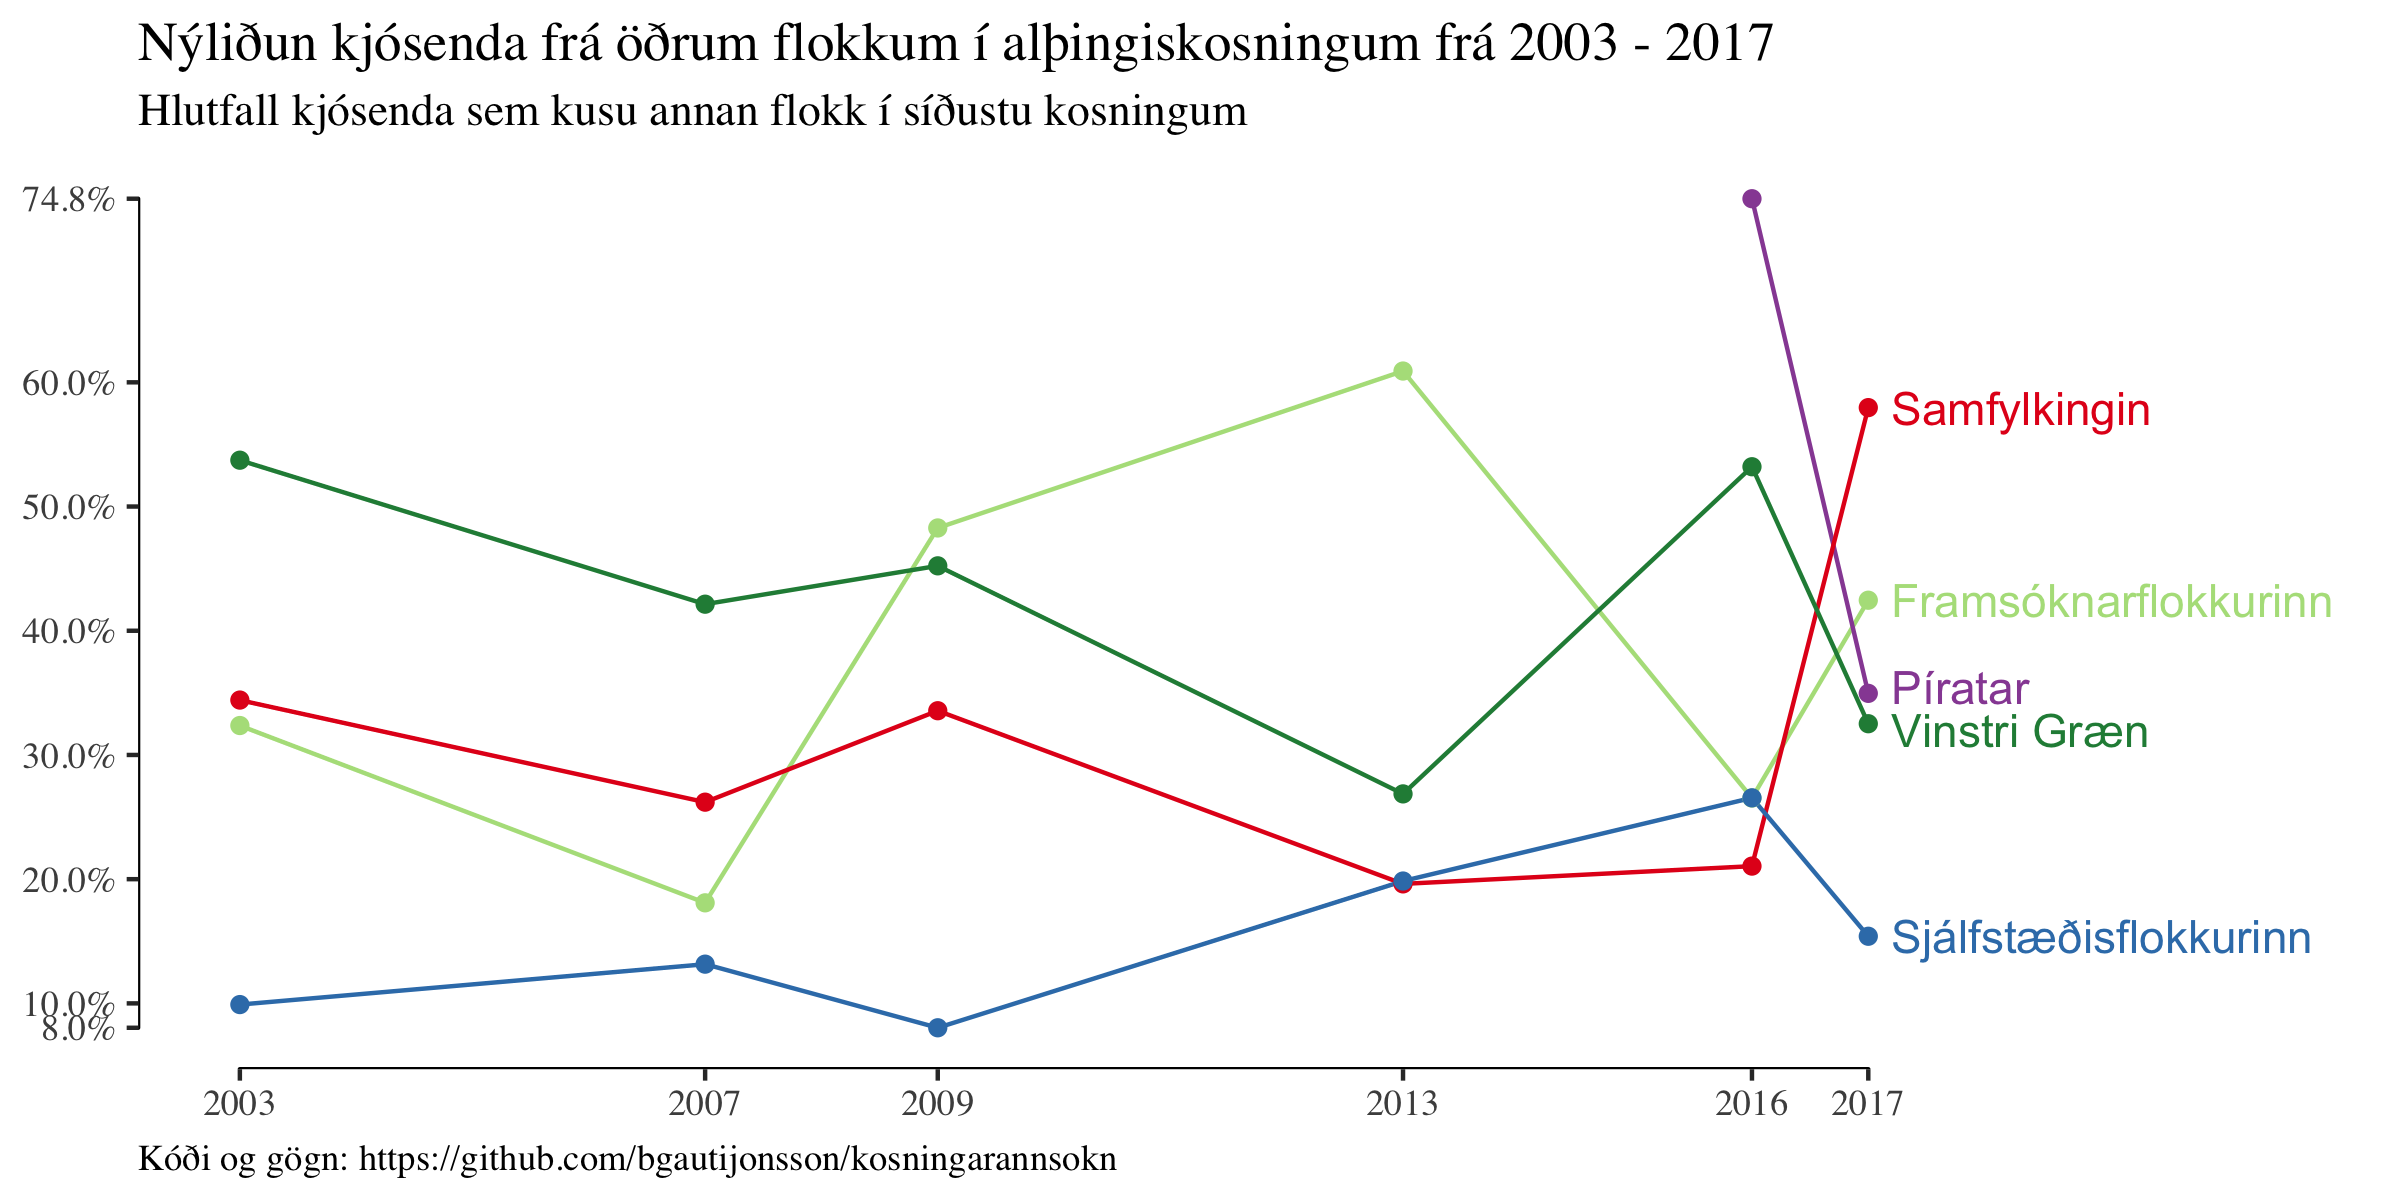 Nýliðun kjósenda frá öðrum flokkum í alþingiskosningum frá 2003 - 2017
Hlutfall kjósenda sem kusu annan flokk í síðustu kosningum
74.8%
60.0%
50.0%
40.0%
30.0%
20.0%
10.0%
8.0%
Samfylkingin
Framsóknarflokkurinn
Píratar
Vinstri Græn
Sjálfstæðisflokkurinn
2003 2007 2009 2013 2016 2017
Kóði og gögn: https://github.com/bgautijonsson/kosningarannsokn